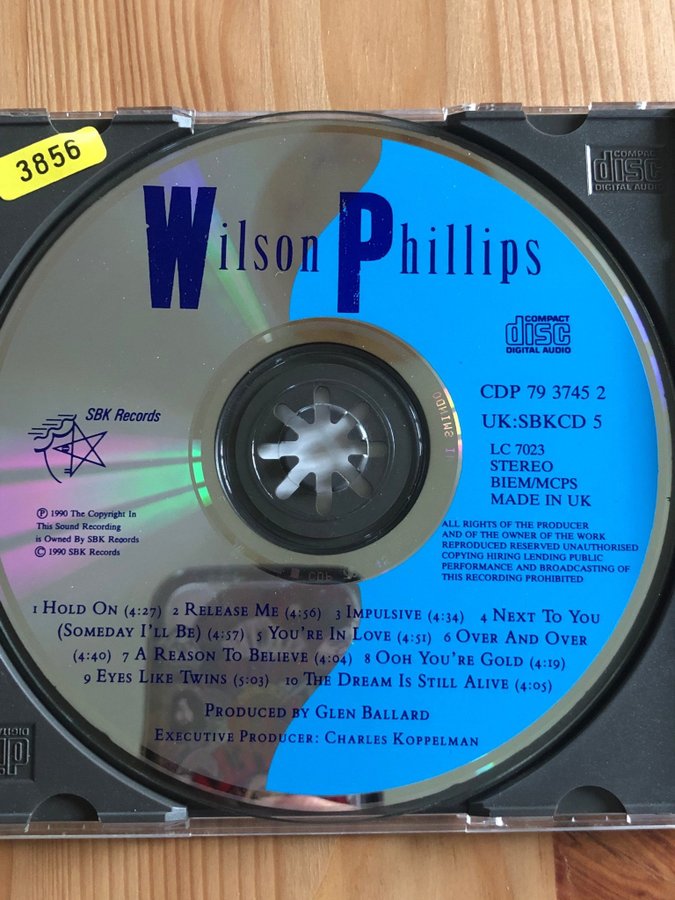 3856
COMPACT
disc
DIGITAL AUDIO
Wilson Phillips
COMPACT
disc
DIGITAL AUDIO
CDP 79 3745 2
UK:SBKCD 5
LC 7023
STEREO
BIEM/MCPS
MADE IN UK
SBK Records
℗ 1990 The Copyright In
This Sound Recording
is Owned By SBK Records
© 1990 SBK Records
ALL RIGHTS OF THE PRODUCER
AND OF THE OWNER OF THE WORK
REPRODUCED RESERVED UNAUTHORISED
COPYING HIRING LENDING PUBLIC
PERFORMANCE AND BROADCASTING OF
THIS RECORDING PROHIBITED
1 HOLD ON (4:27) 2 RELEASE ME (4:56) 3 IMPULSIVE (4:34) 4 NEXT TO YOU
(SOMEDAY I'LL BE) (4:57) 5 YOU'RE IN LOVE (4:51) 6 OVER AND OVER
(4:40) 7 A REASON TO BELIEVE (4:04) 8 OOH YOU'RE GOLD (4:19)
9 EYES LIKE TWINS (5:03) 10 THE DREAM IS STILL ALIVE (4:05)
PRODUCED BY GLEN BALLARD
EXECUTIVE PRODUCER: CHARLES KOPPELMAN